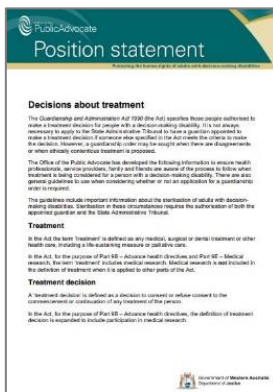 PublicAdvocate
Position statement
Protecting the human rights of adults with decision-making disabilities
Decisions about treatment
The Guardianship and Administration Act 1990 (the Act) specifies those people authorised to
make a treatment decision for people with a decision-making disability. It is not always
necessary to apply to the State Administrative Tribunal to have a guardian appointed to
make a treatment decision if someone else specified in the Act meets the criteria to make
the decision. However, a guardianship order may be sought when there are disagreements
or when ethically contentious treatment is proposed.
The Office of the Public Advocate has developed the following information to ensure health
professionals, service providers, family and friends are aware of the process to follow when
treatment is being considered for a person with a decision-making disability. There are also
general guidelines to use when considering whether or not an application for a guardianship
order is required.
The guidelines include important information about the sterilisation of adults with decision-
making disabilities. Sterilisation in these circumstances requires the authorisation of both the
appointed guardian and the State Administrative Tribunal.
Treatment
In the Act the term 'treatment' is defined as any medical, surgical or dental treatment or other
health care, including a life-sustaining measure or palliative care.
In the Act, for the purpose of Part 9B – Advance health directives and Part 9E – Medical
research, the term 'treatment' includes medical research. Medical research is not included in
the definition of treatment when it is applied to other parts of the Act.
Treatment decision
A 'treatment decision' is defined as a decision to consent or refuse consent to the
commencement or continuation of any treatment of the person.
In the Act, for the purpose of Part 9B – Advance health directives, the definition of treatment
decision is expanded to include participation in medical research.
Government of Western Australia
Department of Justice